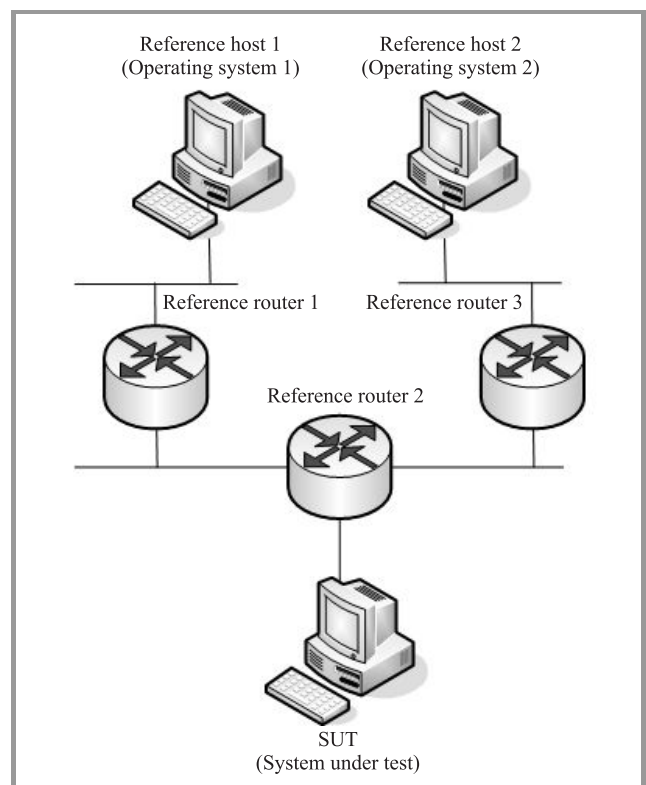 Reference host 1
(Operating system 1)
Reference host 2
(Operating system 2)
Reference router 1
Reference router 3
Reference router 2
SUT
(System under test)